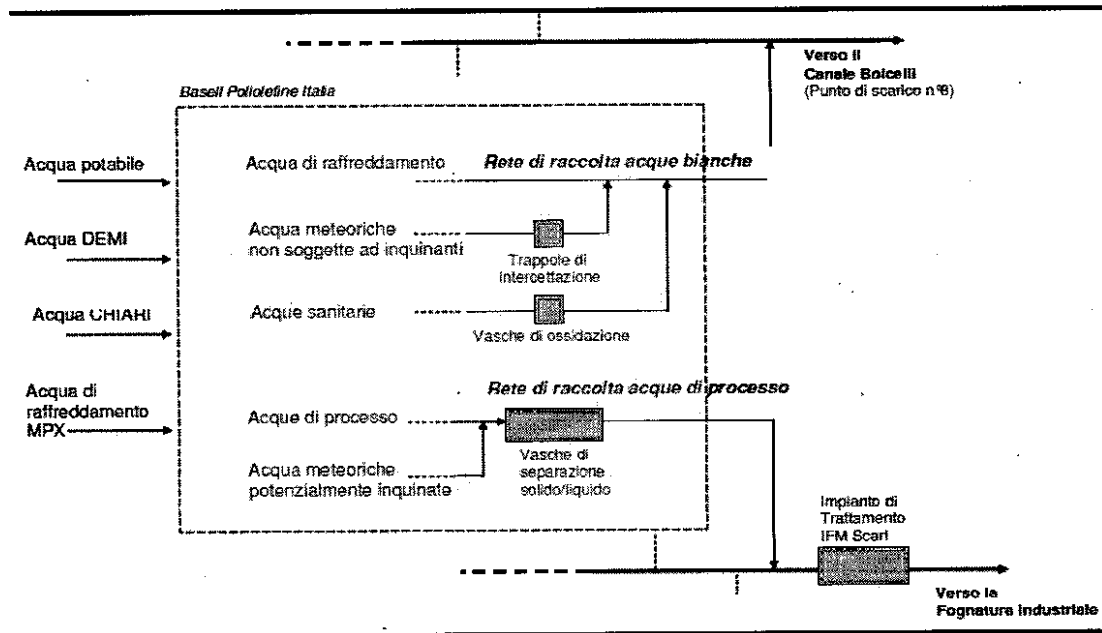 Verso il
Canale Boicelli
(Punto di scarico n°8)
Basell Poliolefine Italia
Acqua potabile
Acqua DEMI
Acqua CHIARI
Acqua di
raffreddamento
MPX
Acqua di raffreddamento
Rete di raccolta acque bianche
Acqua meteoriche
non soggette ad inquinanti
Trappole di
intercettazione
Acque sanitarie
Vasche di ossidazione
Rete di raccolta acque di processo
Acque di processo
Acqua meteoriche
potenzialmente inquinate
Vasche di
separazione
solido/liquido
Impianto di
Trattamento
IFM Scarl
Verso la
Fognatura Industriale